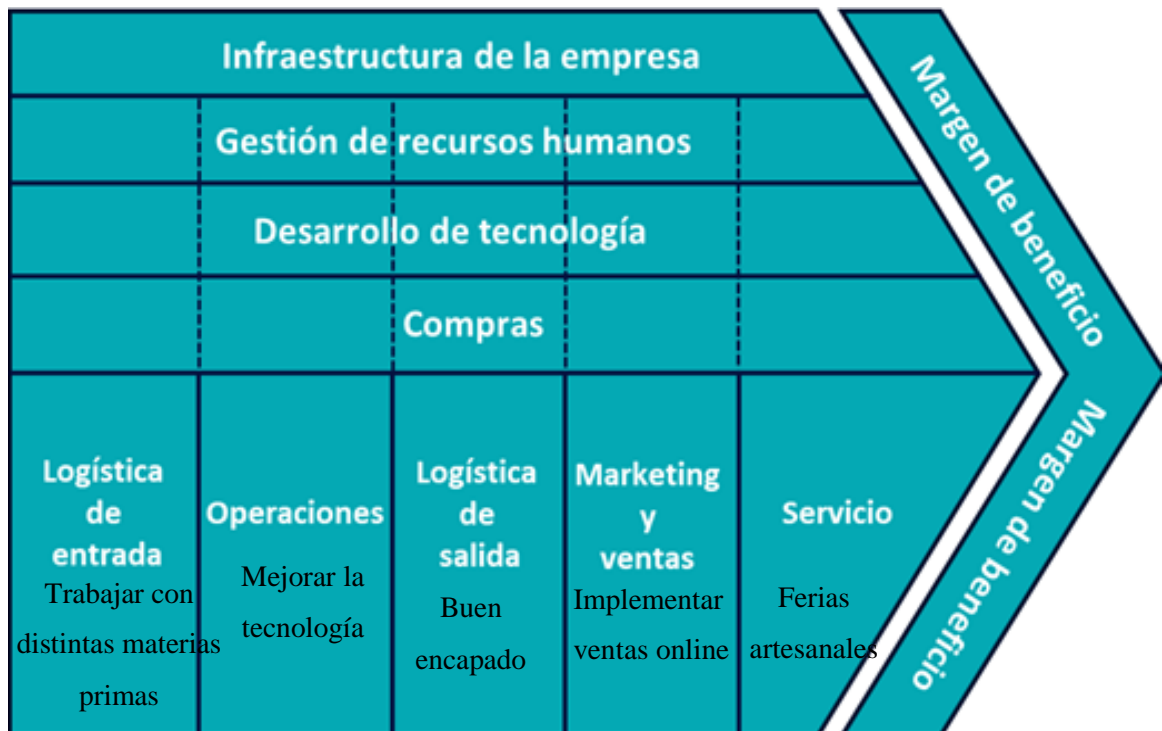 Infraestructura de la empresa
Gestión de recursos humanos
Desarrollo de tecnología
Compras
Margen de beneficio
Margen de beneficio
Logística
de
entrada
Trabajar con
distintas materias
primas
Operaciones
Mejorar la
tecnología
Logística
de
salida
Buen
encapado
Marketing
y
ventas
Implementar
ventas online
Servicio
Ferias
artesanales